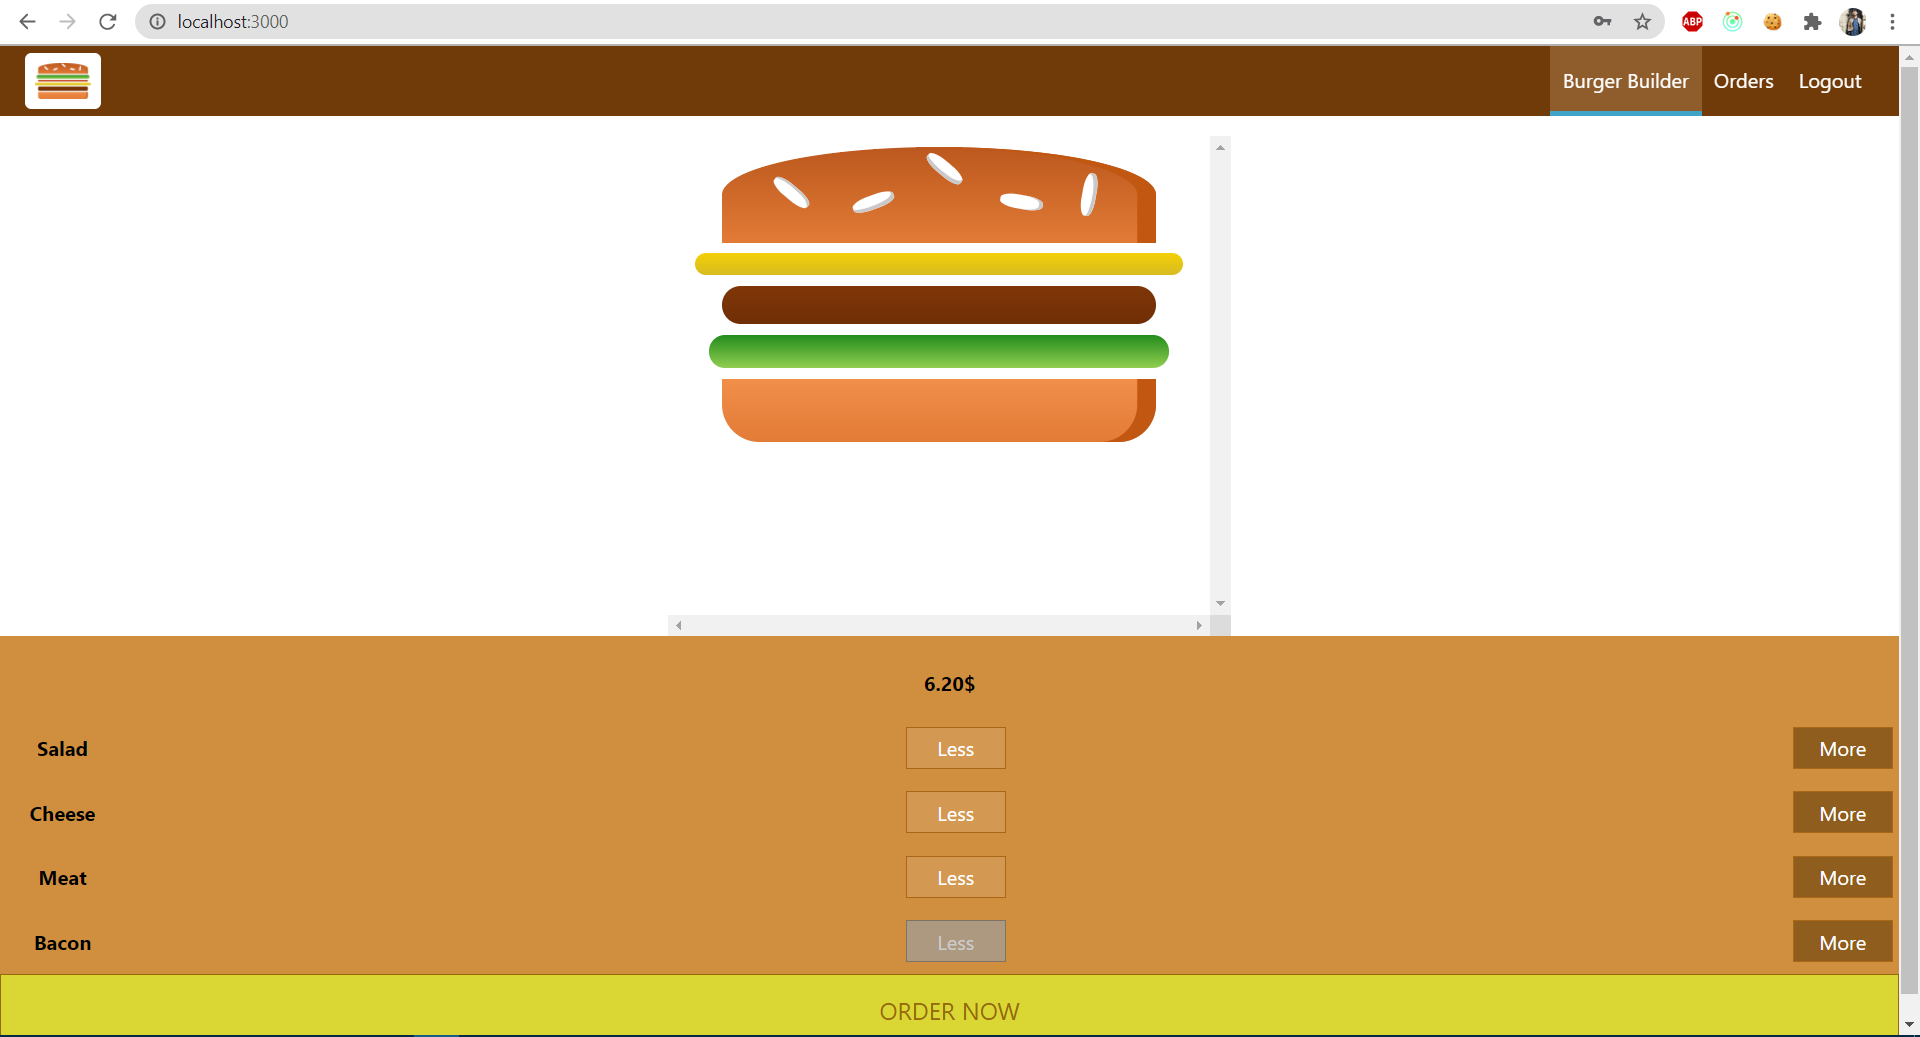 localhost:3000
ABP
Burger Builder Orders Logout
6.20$
Salad Less More
Cheese Less More
Meat Less More
Bacon Less More
ORDER NOW